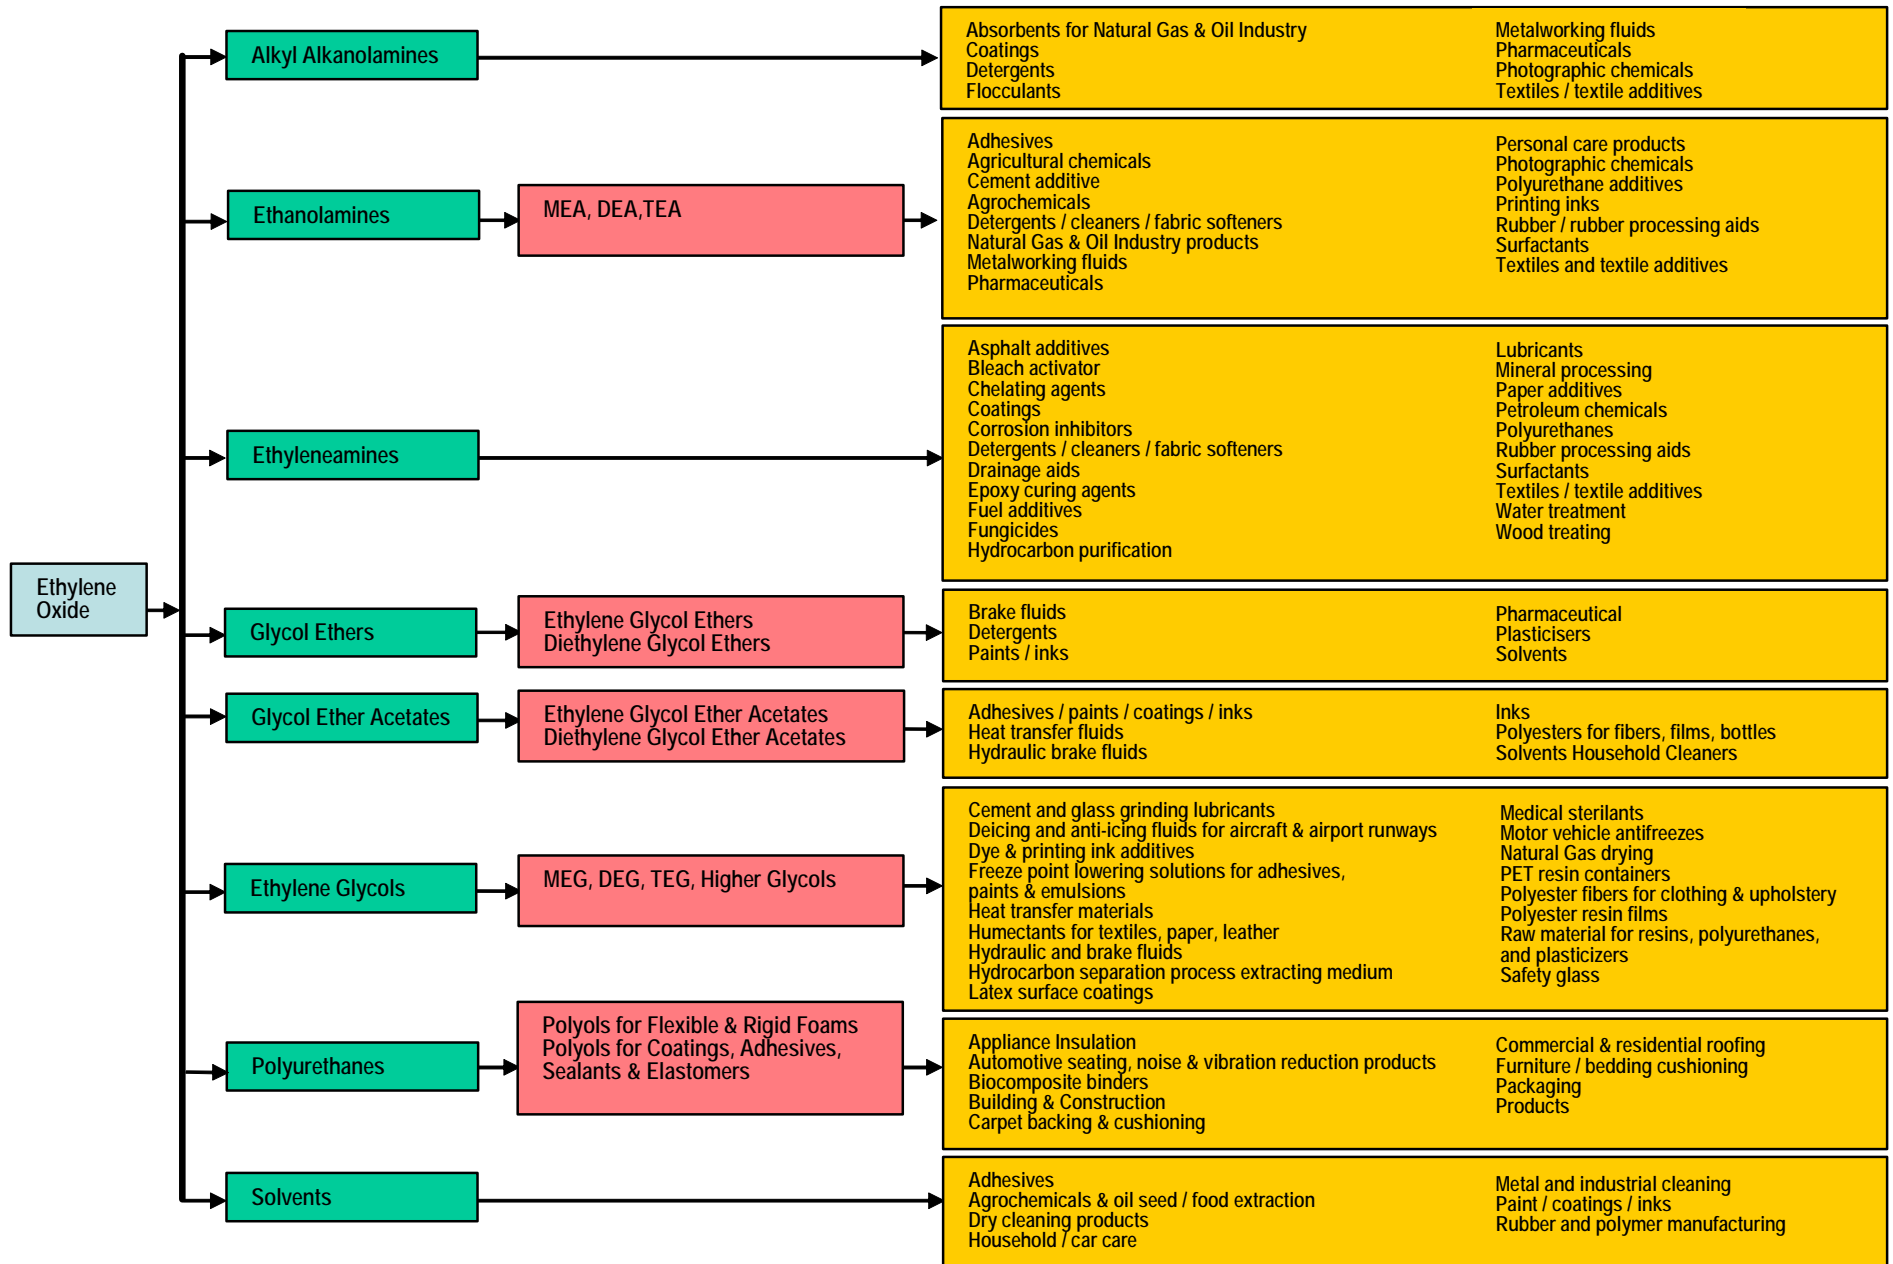 Ethylene
Oxide
Alkyl Alkanolamines
Absorbents for Natural Gas & Oil Industry
Coatings
Detergents
Flocculants
Metalworking fluids
Pharmaceuticals
Photographic chemicals
Textiles / textile additives
Ethanolamines
MEA, DEA,TEA
Adhesives
Agricultural chemicals
Cement additive
Agrochemicals
Detergents / cleaners / fabric softeners
Natural Gas & Oil Industry products
Metalworking fluids
Pharmaceuticals
Personal care products
Photographic chemicals
Polyurethane additives
Printing inks
Rubber / rubber processing aids
Surfactants
Textiles and textile additives
Ethyleneamines
Asphalt additives
Bleach activator
Chelating agents
Coatings
Corrosion inhibitors
Detergents / cleaners / fabric softeners
Drainage aids
Epoxy curing agents
Fuel additives
Fungicides
Hydrocarbon purification
Lubricants
Mineral processing
Paper additives
Petroleum chemicals
Polyurethanes
Rubber processing aids
Surfactants
Textiles / textile additives
Water treatment
Wood treating
Glycol Ethers
Ethylene Glycol Ethers
Diethylene Glycol Ethers
Brake fluids
Detergents
Paints / inks
Pharmaceutical
Plasticisers
Solvents
Glycol Ether Acetates
Ethylene Glycol Ether Acetates
Diethylene Glycol Ether Acetates
Adhesives / paints / coatings / inks
Heat transfer fluids
Hydraulic brake fluids
Inks
Polyesters for fibers, films, bottles
Solvents Household Cleaners
Ethylene Glycols
MEG, DEG, TEG, Higher Glycols
Cement and glass grinding lubricants
Deicing and anti-icing fluids for aircraft & airport runways
Dye & printing ink additives
Freeze point lowering solutions for adhesives,
paints & emulsions
Heat transfer materials
Humectants for textiles, paper, leather
Hydraulic and brake fluids
Hydrocarbon separation process extracting medium
Latex surface coatings
Medical sterilants
Motor vehicle antifreezes
Natural Gas drying
PET resin containers
Polyester fibers for clothing & upholstery
Polyester resin films
Raw material for resins, polyurethanes,
and plasticizers
Safety glass
Polyurethanes
Polyols for Flexible & Rigid Foams
Polyols for Coatings, Adhesives,
Sealants & Elastomers
Appliance Insulation
Automotive seating, noise & vibration reduction products
Biocomposite binders
Building & Construction
Carpet backing & cushioning
Commercial & residential roofing
Furniture / bedding cushioning
Packaging
Products
Solvents
Adhesives
Agrochemicals & oil seed / food extraction
Dry cleaning products
Household / car care
Metal and industrial cleaning
Paint / coatings / inks
Rubber and polymer manufacturing